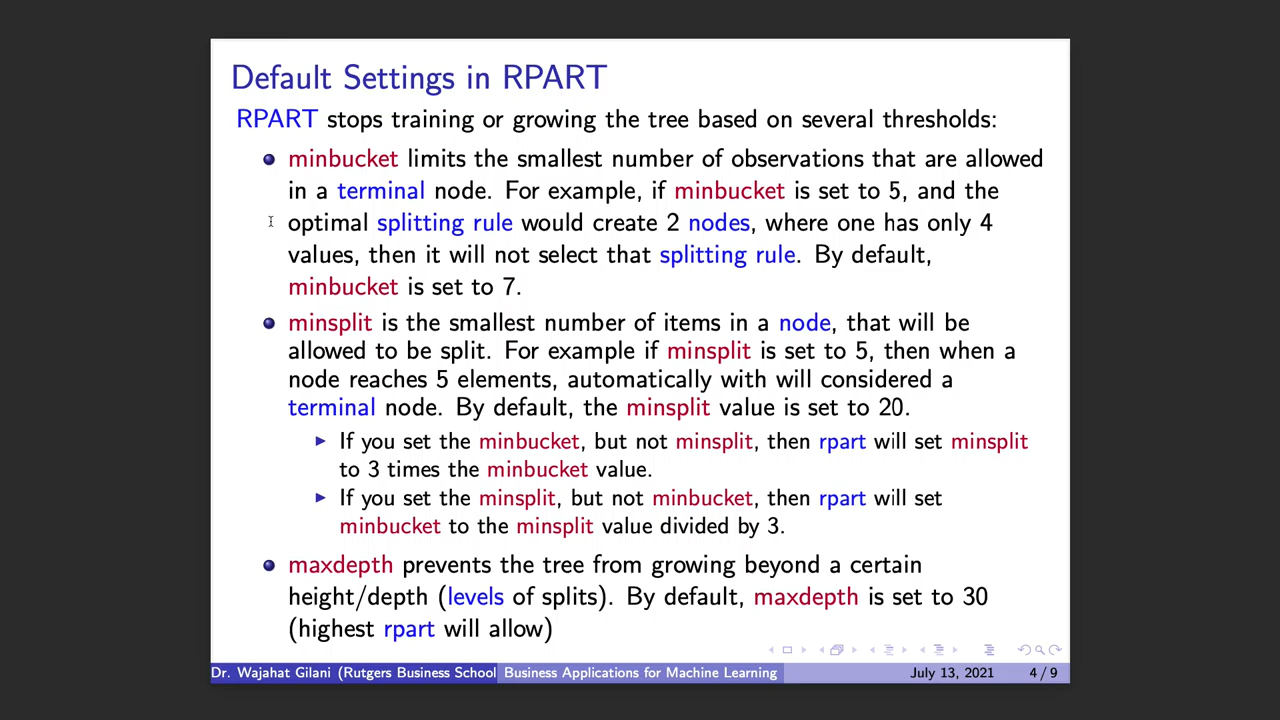 Default Settings in RPART
RPART stops training or growing the tree based on several thresholds:
minbucket limits the smallest number of observations that are allowed
in a terminal node. For example, if minbucket is set to 5, and the
optimal splitting rule would create 2 nodes, where one has only 4
values, then it will not select that splitting rule. By default,
minbucket is set to 7.
minsplit is the smallest number of items in a node, that will be
allowed to be split. For example if minsplit is set to 5, then when a
node reaches 5 elements, automatically with will considered a
terminal node. By default, the minsplit value is set to 20.
If you set the minbucket, but not minsplit, then rpart will set minsplit
to 3 times the minbucket value.
If you set the minsplit, but not minbucket, then rpart will set
minbucket to the minsplit value divided by 3.
maxdepth prevents the tree from growing beyond a certain
height/depth (levels of splits). By default, maxdepth is set to 30
(highest rpart will allow)
Dr. Wajahat Gilani (Rutgers Business School Business Applications for Machine Learning July 13, 2021 4 / 9